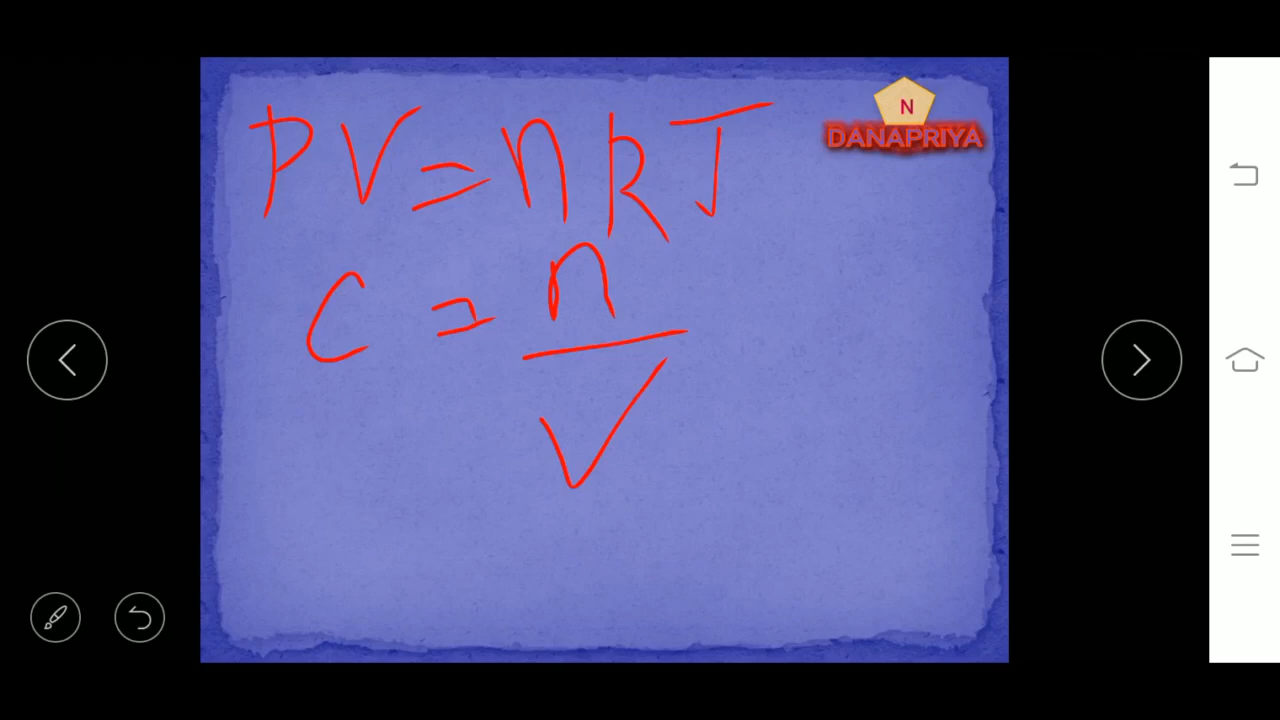 N
DANAPRIYA
PV=nRT
C = n
V